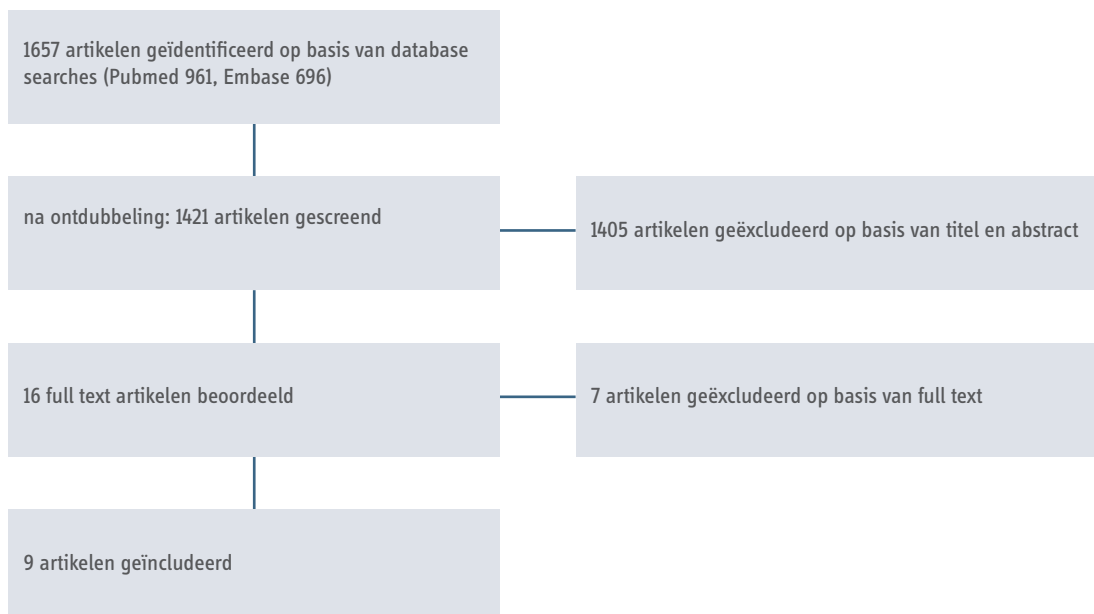 1657 artikelen geïdentificeerd op basis van database
searches (Pubmed 961, Embase 696)
na ontdubbeling: 1421 artikelen gescreend
1405 artikelen geëxcludeerd op basis van titel en abstract
16 full text artikelen beoordeeld
7 artikelen geëxcludeerd op basis van full text
9 artikelen geïncludeerd